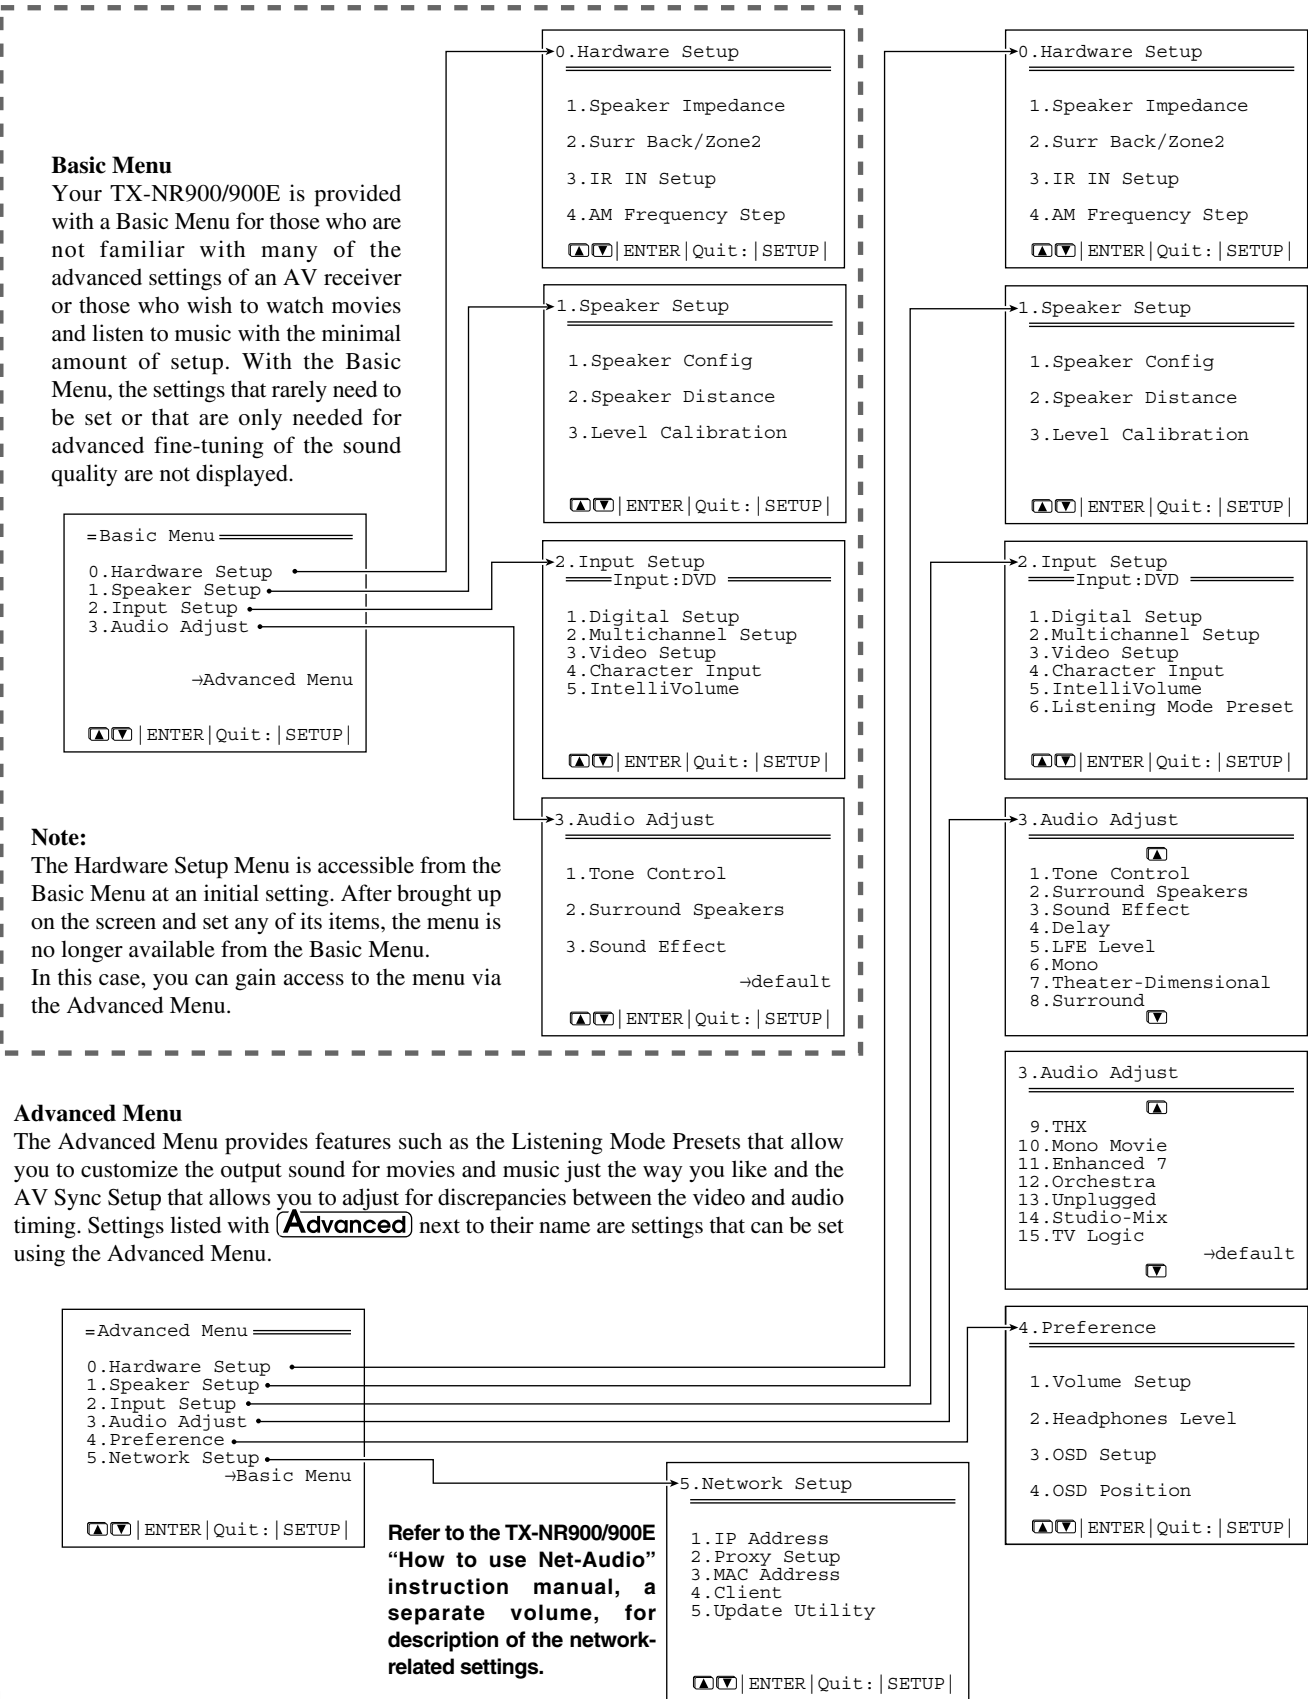 Basic Menu
Your TX-NR900/900E is provided
with a Basic Menu for those who are
not familiar with many of the
advanced settings of an AV receiver
or those who wish to watch movies
and listen to music with the minimal
amount of setup. With the Basic
Menu, the settings that rarely need to
be set or that are only needed for
advanced fine-tuning of the sound
quality are not displayed.
=Basic Menu
0.Hardware Setup
1.Speaker Setup
2.Input Setup
3.Audio Adjust
→Advanced Menu
▲▼|ENTER|Quit:|SETUP|
Note:
The Hardware Setup Menu is accessible from the
Basic Menu at an initial setting. After brought up
on the screen and set any of its items, the menu is
no longer available from the Basic Menu.
In this case, you can gain access to the menu via
the Advanced Menu.
0.Hardware Setup
1.Speaker Impedance
2.Surr Back/Zone2
3.IR IN Setup
4.AM Frequency Step
▲▼|ENTER|Quit:|SETUP|
1.Speaker Setup
1.Speaker Config
2.Speaker Distance
3.Level Calibration
▲▼|ENTER|Quit:|SETUP|
2.Input Setup
Input:DVD
1.Digital Setup
2.Multichannel Setup
3.Video Setup
4.Character Input
5.IntelliVolume
▲▼|ENTER|Quit:|SETUP|
3.Audio Adjust
1.Tone Control
2.Surround Speakers
3.Sound Effect
→default
▲▼|ENTER|Quit:|SETUP|
Advanced Menu
The Advanced Menu provides features such as the Listening Mode Presets that allow
you to customize the output sound for movies and music just the way you like and the
AV Sync Setup that allows you to adjust for discrepancies between the video and audio
timing. Settings listed with Advanced next to their name are settings that can be set
using the Advanced Menu.
=Advanced Menu
0.Hardware Setup
1.Speaker Setup
2.Input Setup
3.Audio Adjust
4.Preference
5.Network Setup
→Basic Menu
▲▼|ENTER|Quit:|SETUP|
0.Hardware Setup
1.Speaker Impedance
2.Surr Back/Zone2
3.IR IN Setup
4.AM Frequency Step
▲▼|ENTER|Quit:|SETUP|
1.Speaker Setup
1.Speaker Config
2.Speaker Distance
3.Level Calibration
▲▼|ENTER|Quit:|SETUP|
2.Input Setup
Input:DVD
1.Digital Setup
2.Multichannel Setup
3.Video Setup
4.Character Input
5.IntelliVolume
6.Listening Mode Preset
▲▼|ENTER|Quit:|SETUP|
3.Audio Adjust
▲
1.Tone Control
2.Surround Speakers
3.Sound Effect
4.Delay
5.LFE Level
6.Mono
7.Theater-Dimensional
8.Surround
▼
3.Audio Adjust
▲
9.THX
10.Mono Movie
11.Enhanced 7
12.Orchestra
13.Unplugged
14.Studio-Mix
15.TV Logic
→default
▼
4.Preference
1.Volume Setup
2.Headphones Level
3.OSD Setup
4.OSD Position
▲▼|ENTER|Quit:|SETUP|
5.Network Setup
1.IP Address
2.Proxy Setup
3.MAC Address
4.Client
5.Update Utility
▲▼|ENTER|Quit:|SETUP|
Refer to the TX-NR900/900E
“How to use Net-Audio”
instruction manual, a
separate volume, for
description of the network-
related settings.